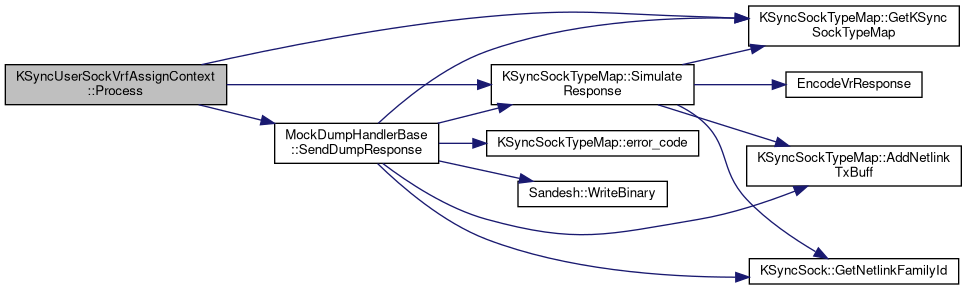 KSyncUserSockVrfAssignContext
::Process
MockDumpHandlerBase
::SendDumpResponse
KSyncSockTypeMap::Simulate
Response
KSyncSockTypeMap::error_code
Sandesh::WriteBinary
KSyncSockTypeMap::GetKSync
SockTypeMap
EncodeVrResponse
KSyncSockTypeMap::AddNetlink
TxBuff
KSyncSock::GetNetlinkFamilyId